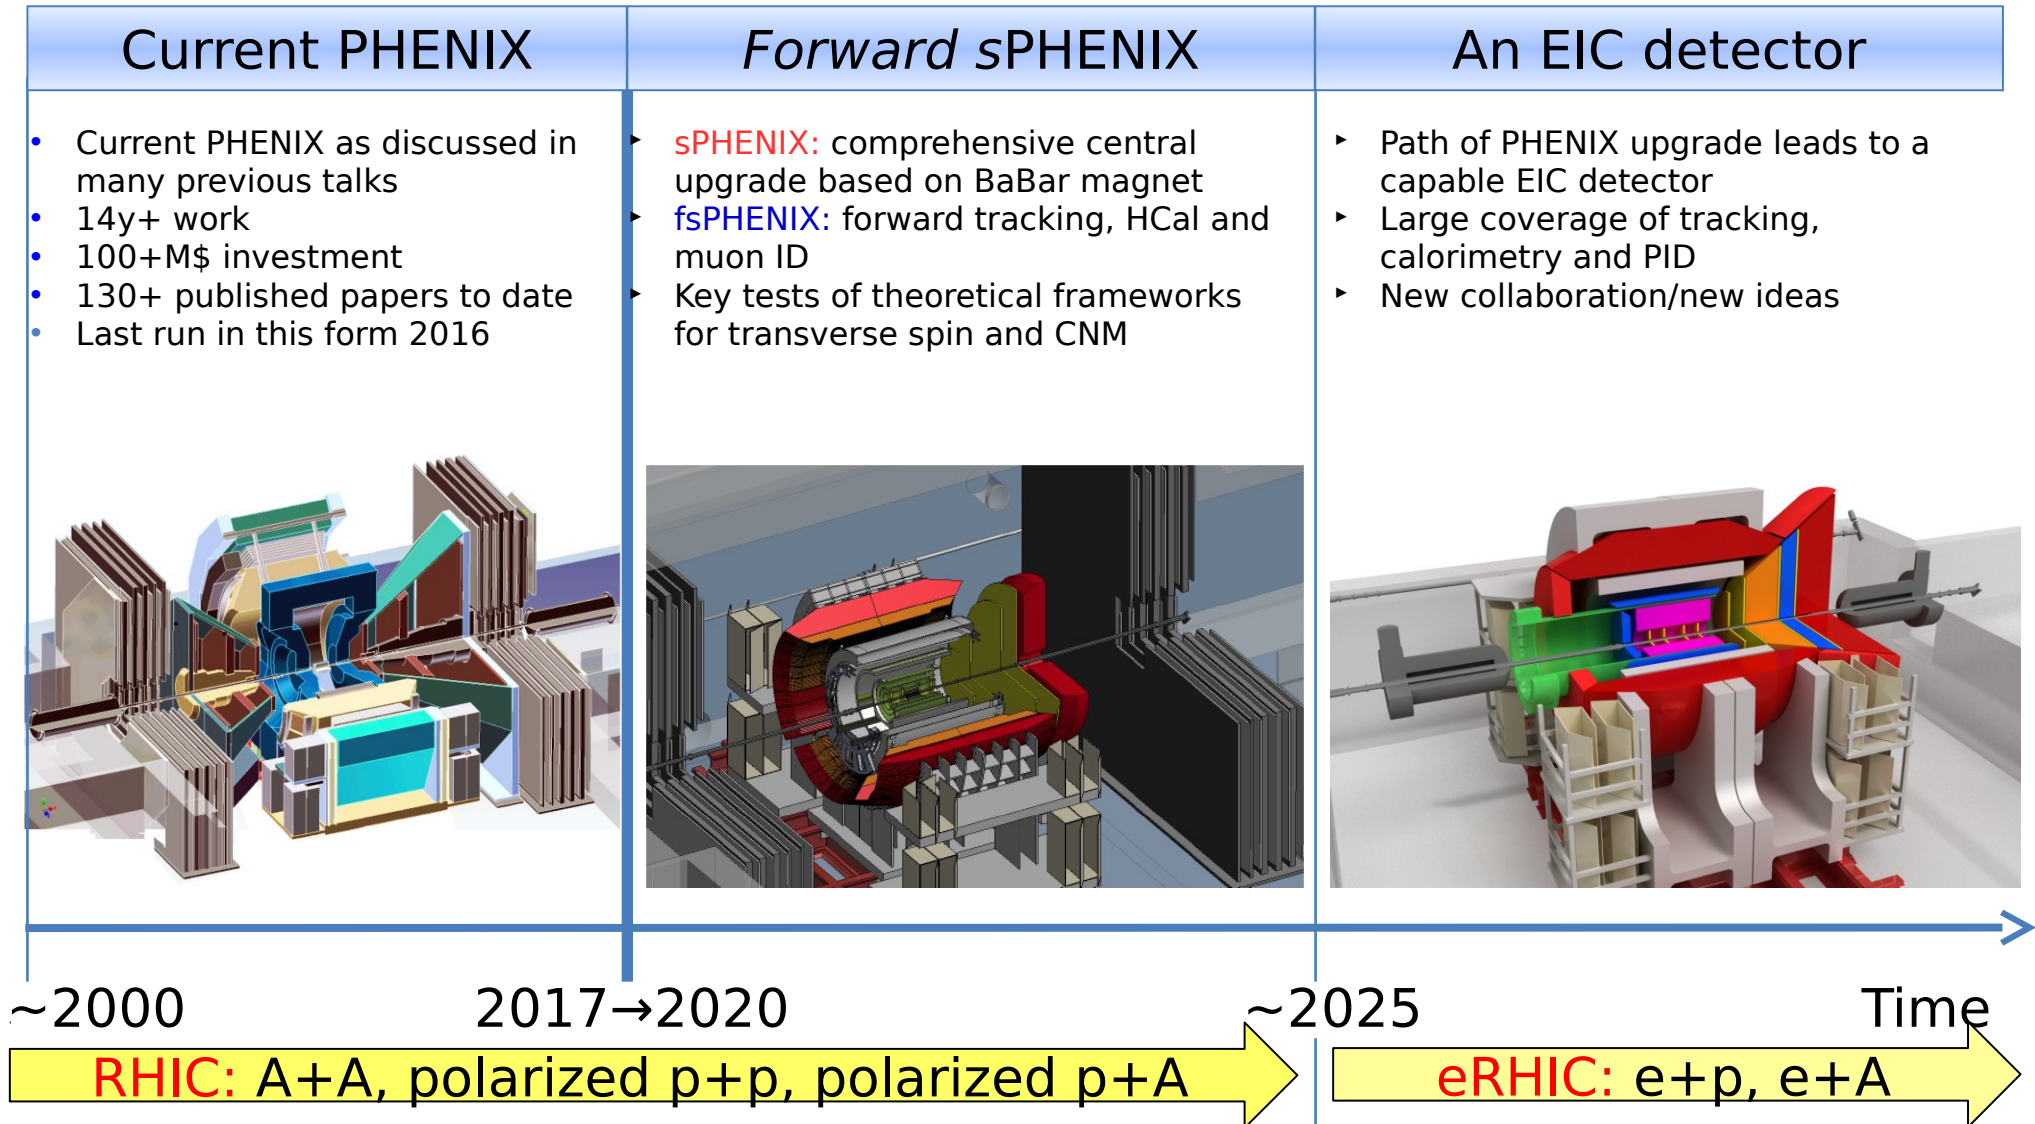 Current PHENIX
Forward sPHENIX
An EIC detector
• Current PHENIX as discussed in
many previous talks
• 14y+ work
• 100+M$ investment
• 130+ published papers to date
• Last run in this form 2016
‣ sPHENIX: comprehensive central
upgrade based on BaBar magnet
‣ fsPHENIX: forward tracking, HCal and
muon ID
‣ Key tests of theoretical frameworks
for transverse spin and CNM
‣ Path of PHENIX upgrade leads to a
capable EIC detector
‣ Large coverage of tracking,
calorimetry and PID
‣ New collaboration/new ideas
~2000
2017→2020
~2025
Time
RHIC: A+A, polarized p+p, polarized p+A
eRHIC: e+p, e+A